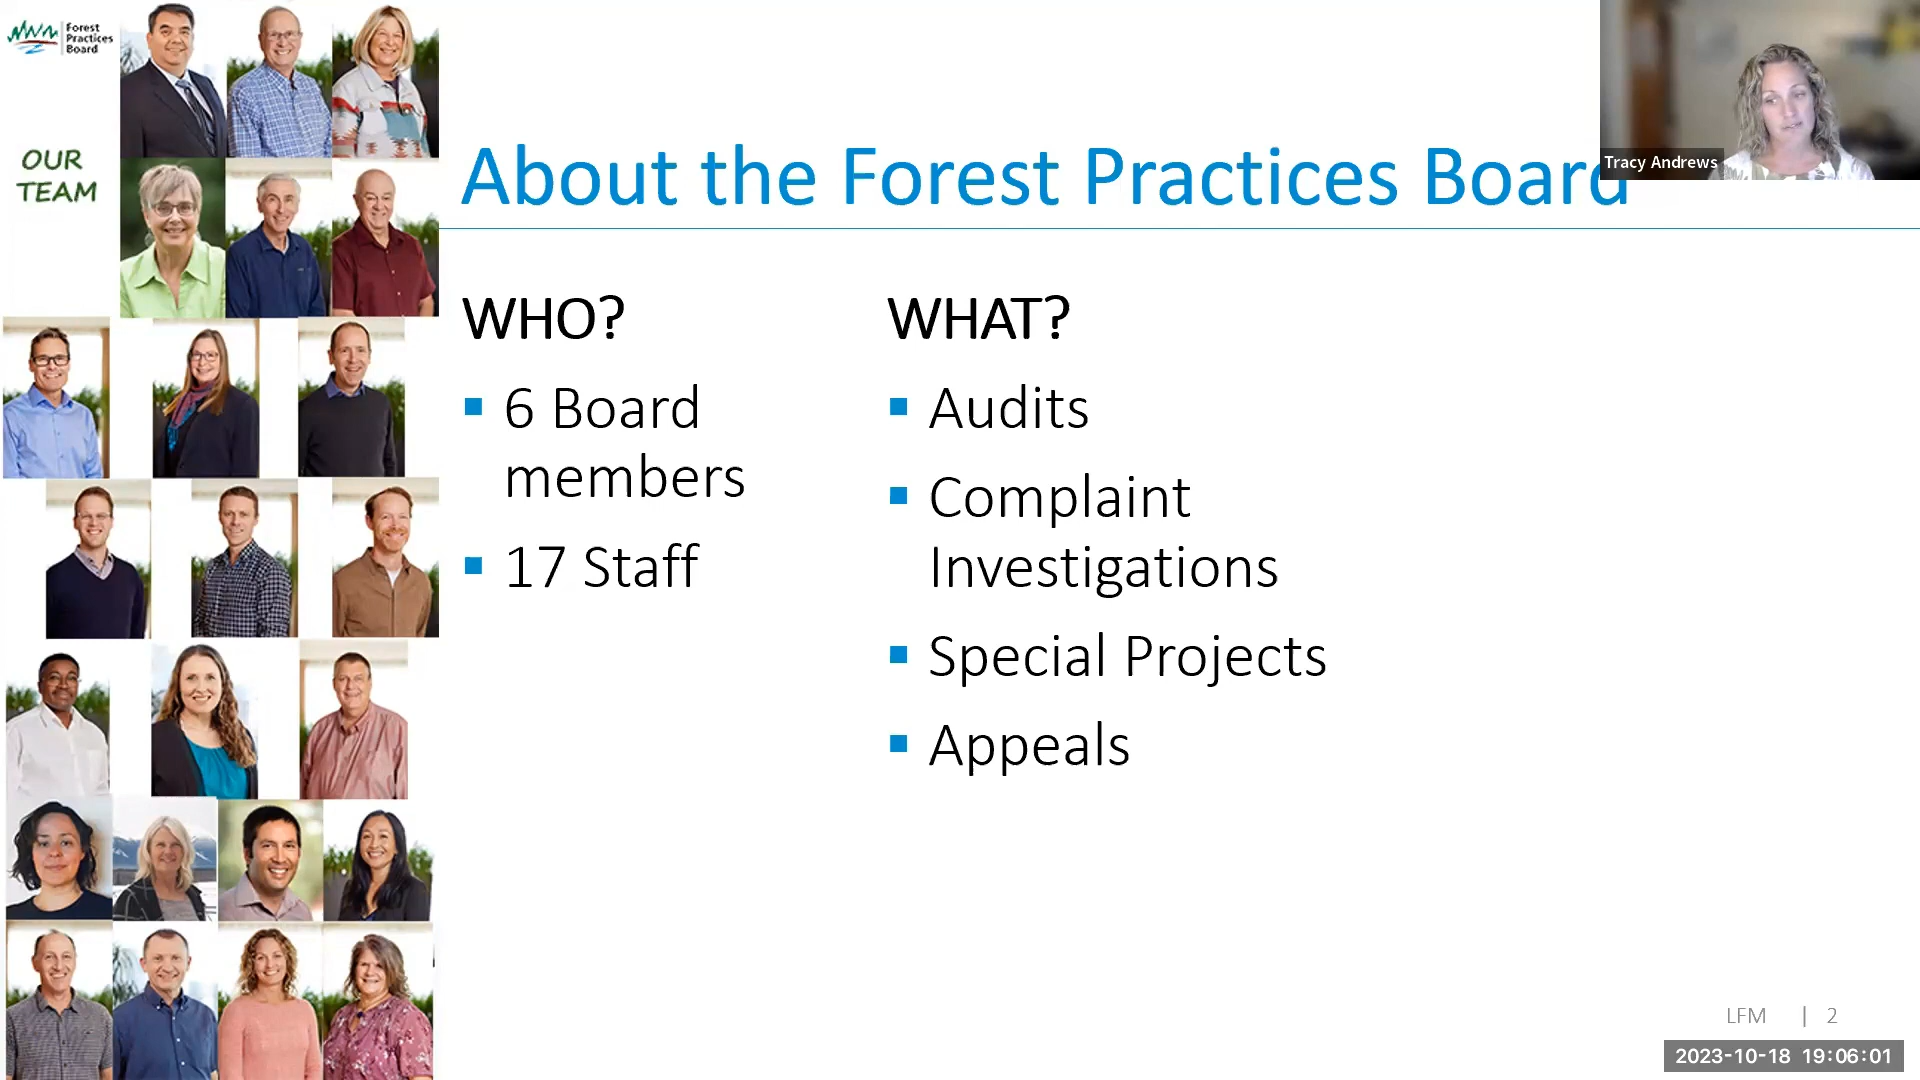 Forest
Practices
Board
OUR
TEAM
About the Forest Practices Board
Tracy Andrews
WHO?
6 Board
members
17 Staff
WHAT?
Audits
Complaint
Investigations
Special Projects
Appeals
LFM | 2
2023-10-18 19:06:01